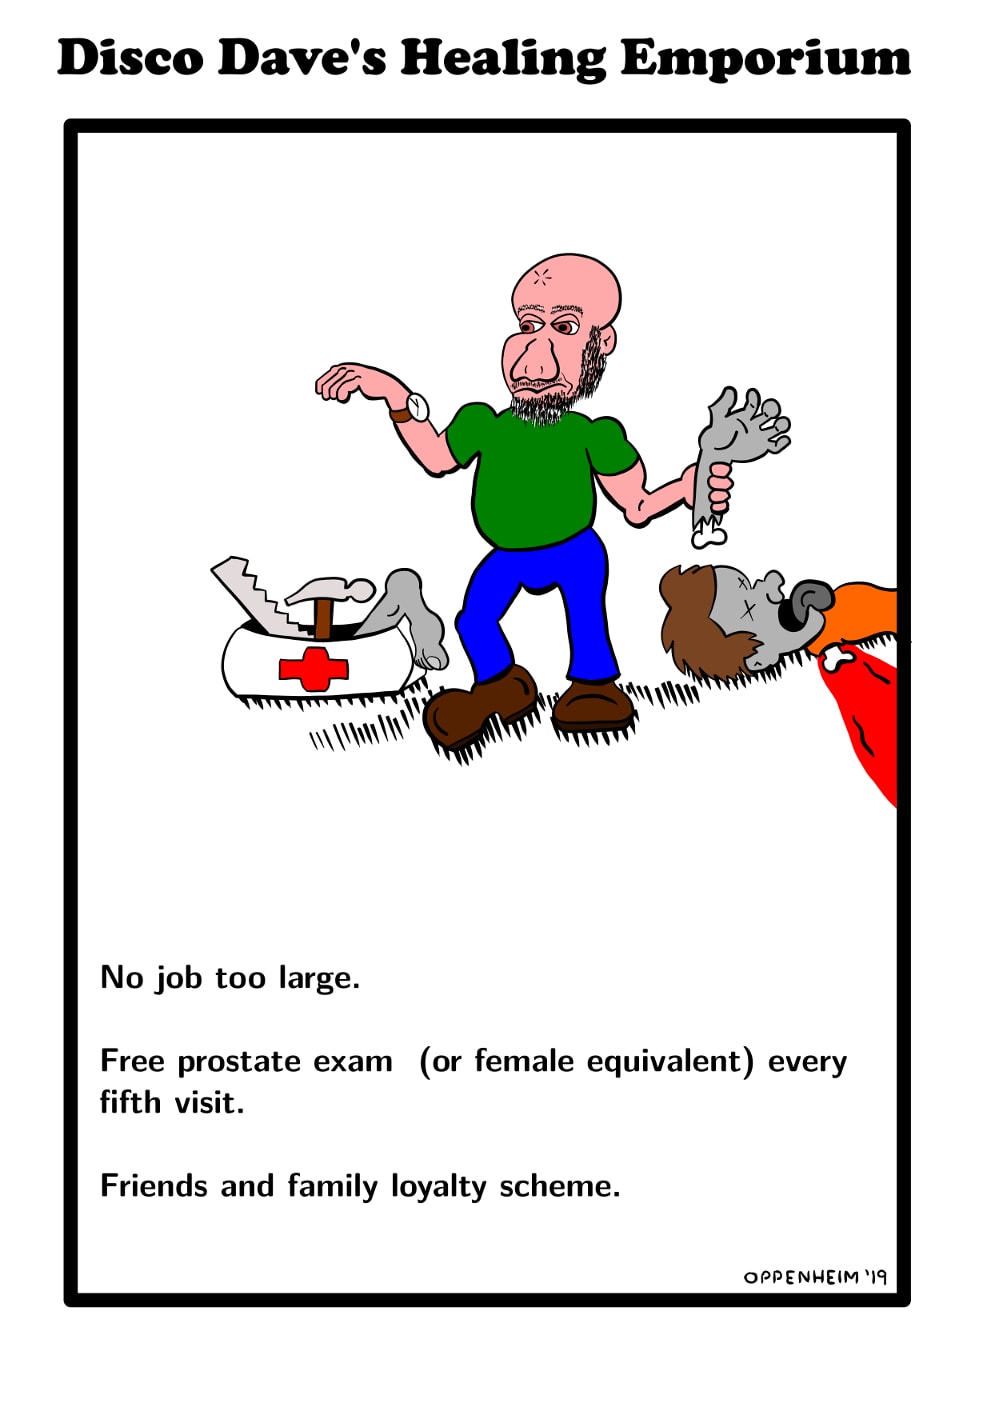 Disco Dave's Healing Emporium
No job too large.
Free prostate exam  (or female equivalent) every
fifth visit.
Friends and family loyalty scheme.
OPPENHEIM '19